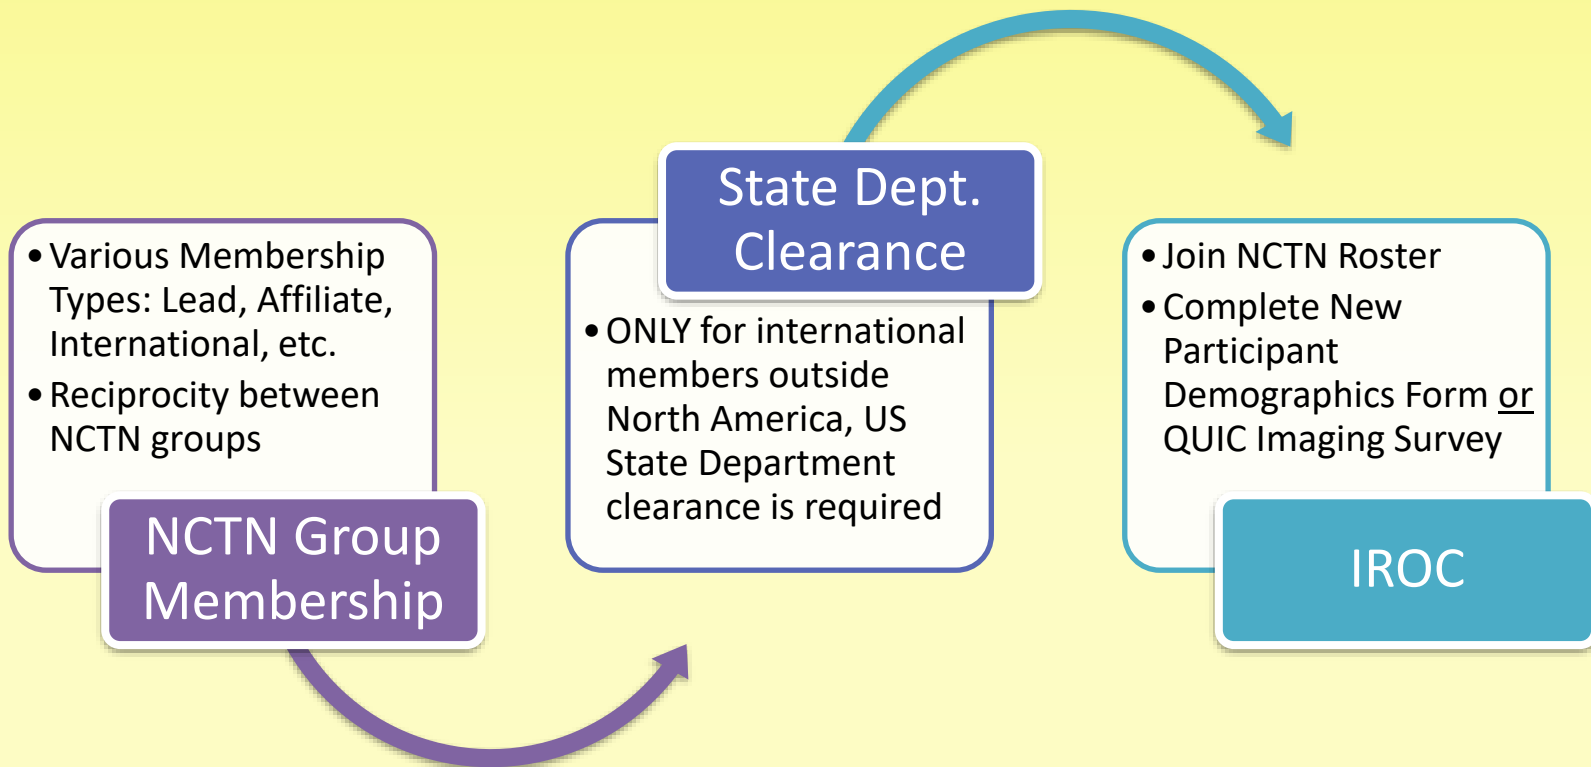 • Various Membership
Types: Lead, Affiliate,
International, etc.
• Reciprocity between
NCTN groups
NCTN Group
Membership
State Dept.
Clearance
• ONLY for international
members outside
North America, US
State Department
clearance is required
• Join NCTN Roster
• Complete New
Participant
Demographics Form or
QUIC Imaging Survey
IROC